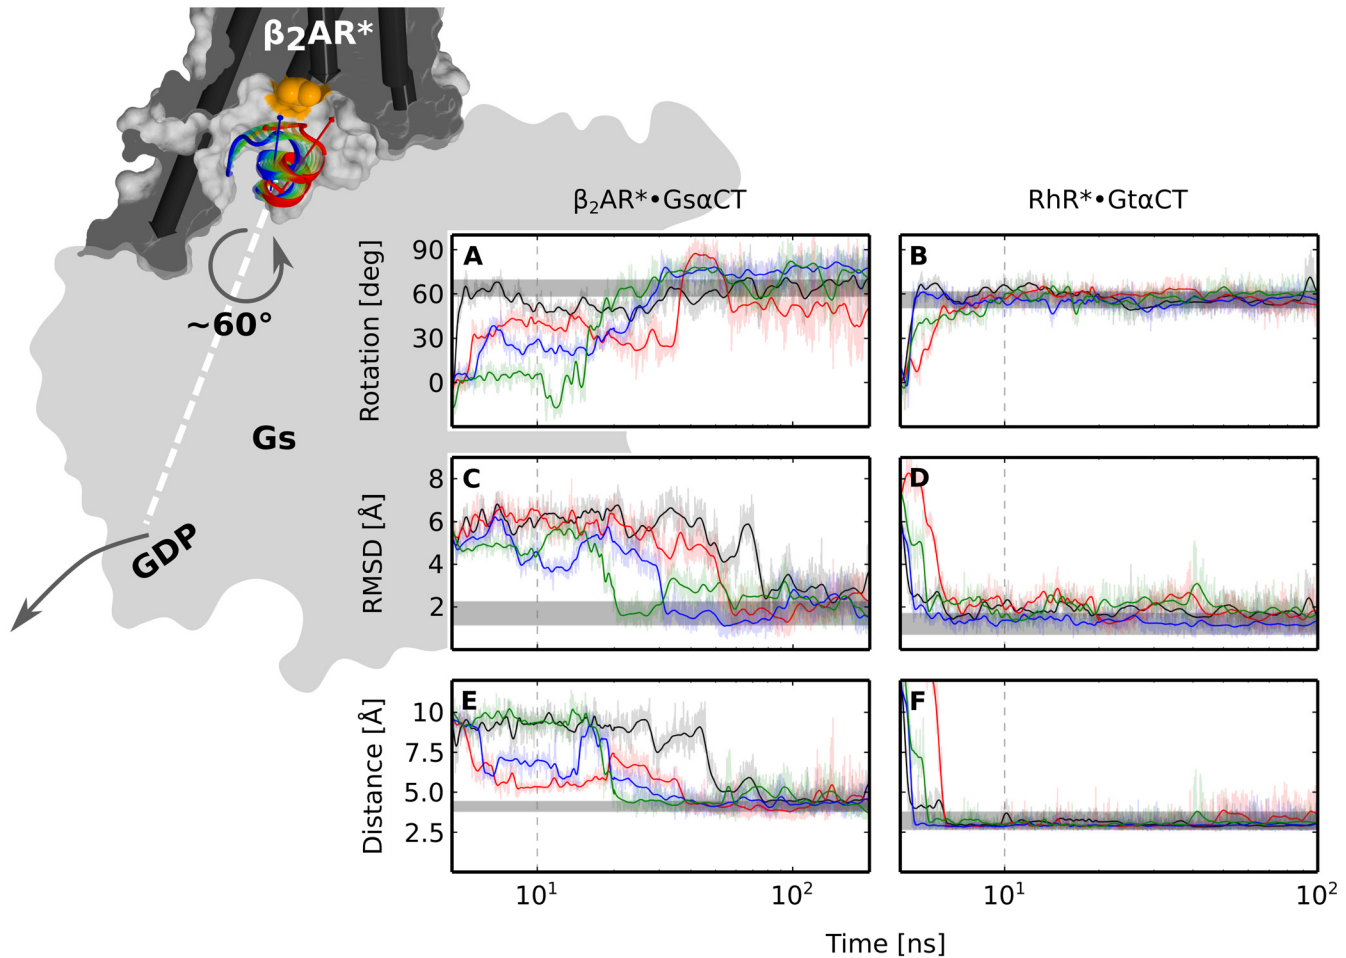 β₂AR*
~60°
Gs
GDP
β₂AR*•GsαCT
RhR*•GtαCT
Rotation [deg]
90
60
30
0
A
B
RMSD [Å]
8
6
4
2
C
D
Distance [Å]
10
7.5
5.0
2.5
E
F
10¹
10²
10¹
10²
Time [ns]